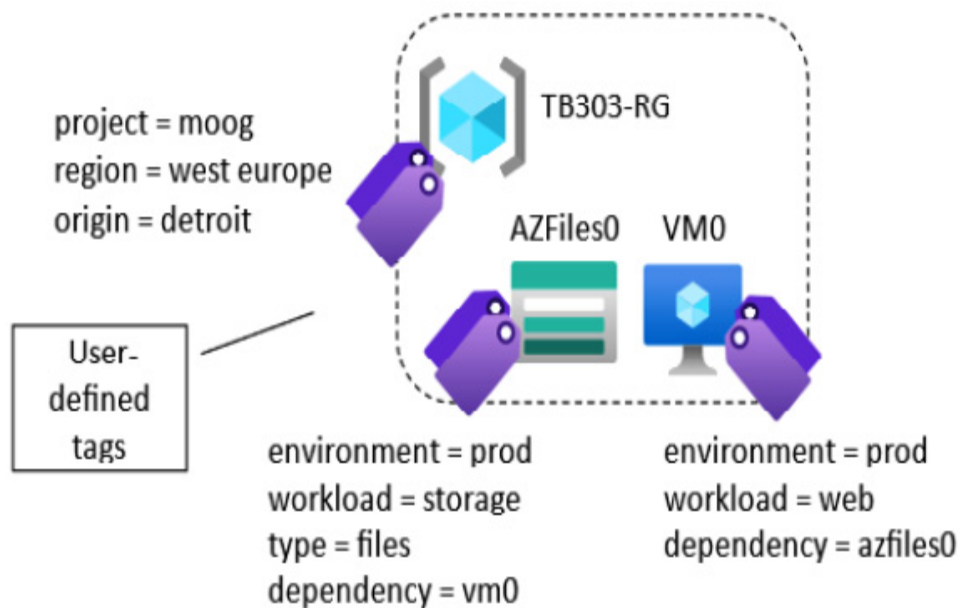 TB303-RG
project = moog
region = west europe
origin = detroit
AZFiles0
VM0
User-
defined
tags
environment = prod
workload = storage
type = files
dependency = vm0
environment = prod
workload = web
dependency = azfiles0